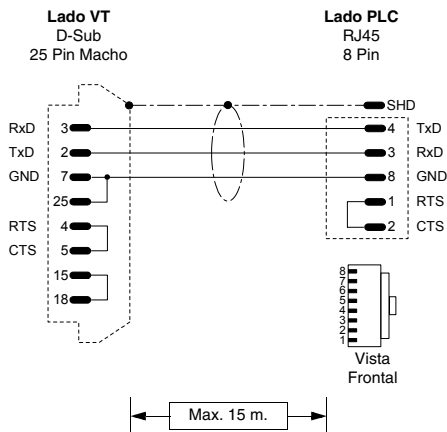 Lado VT
D-Sub
25 Pin Macho
Lado PLC
RJ45
8 Pin
SHD
RxD 3 4 TxD
TxD 2 3 RxD
GND 7 8 GND
25 1 RTS
RTS 4 2 CTS
CTS 5
15
18
8
7
6
5
4
3
2
1
Vista
Frontal
Max. 15 m.